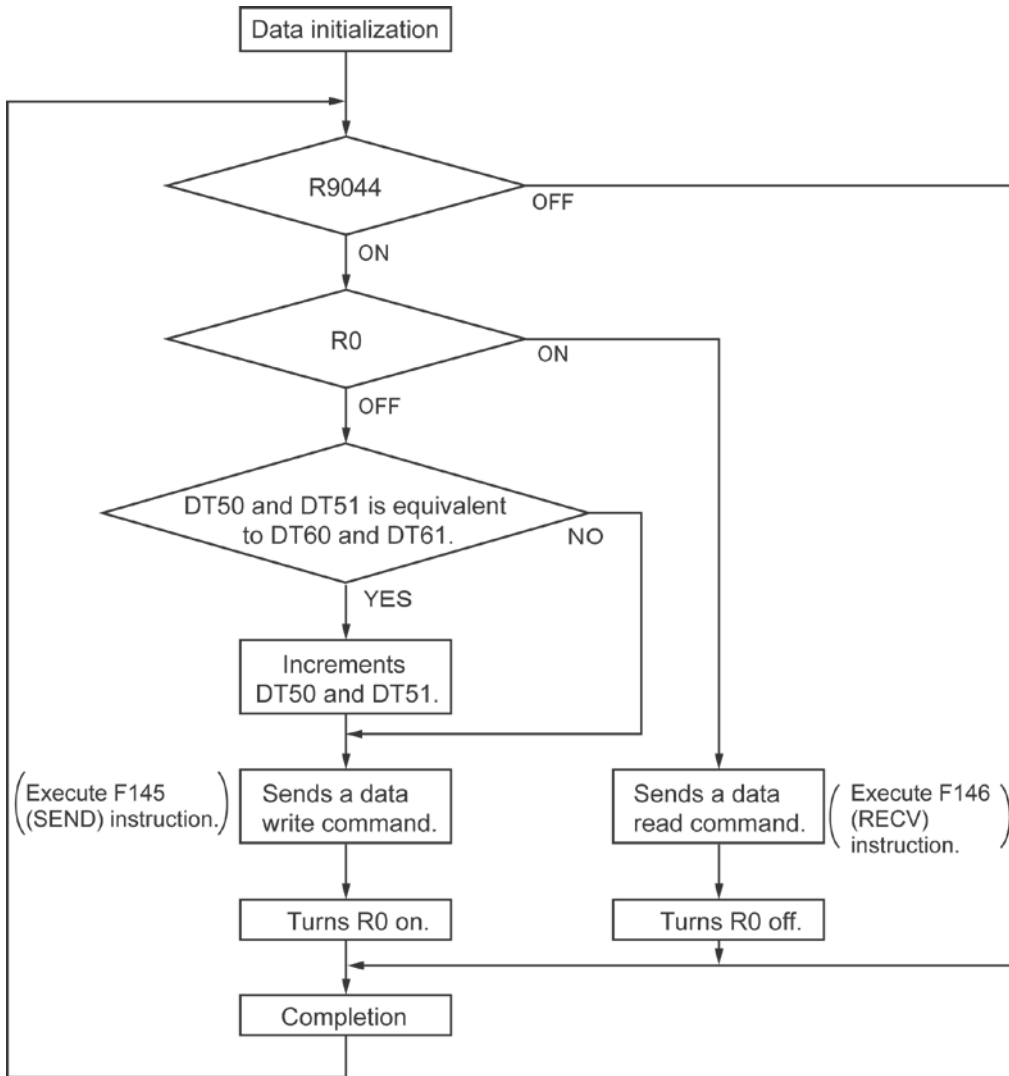 Data initialization
R9044
OFF
ON
R0
ON
OFF
DT50 and DT51 is equivalent
to DT60 and DT61.
NO
YES
Increments
DT50 and DT51.
(Execute F145
(SEND) instruction.)
Sends a data
write command.
Sends a data
read command.
(Execute F146
(RECV)
instruction.)
Turns R0 on.
Turns R0 off.
Completion